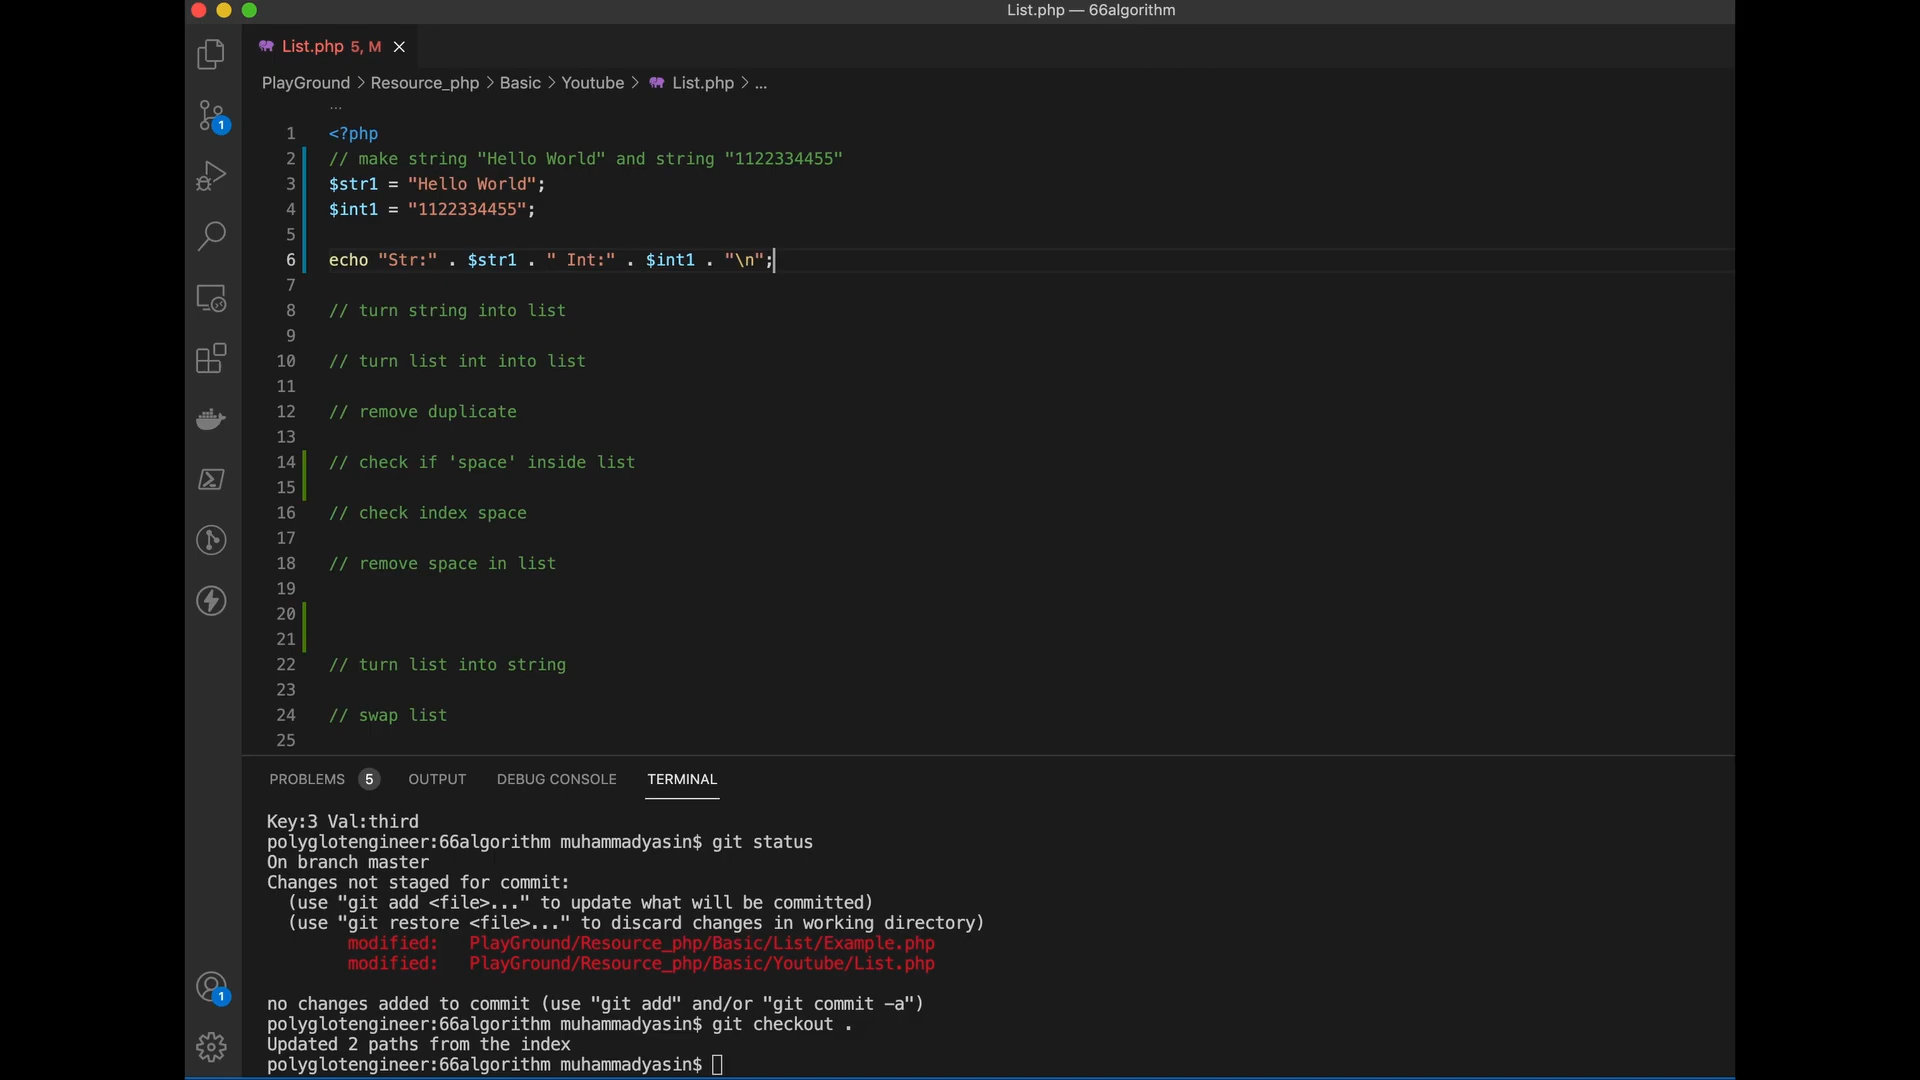 List.php — 66algorithm
List.php 5, M
PlayGround > Resource_php > Basic > Youtube > List.php > ...
...
1 <?php
2 // make string "Hello World" and string "1122334455"
3 $str1 = "Hello World";
4 $int1 = "1122334455";
5
6 echo "Str:" . $str1 . " Int:" . $int1 . "\n";
7
8 // turn string into list
9
10 // turn list int into list
11
12 // remove duplicate
13
14 // check if 'space' inside list
15
16 // check index space
17
18 // remove space in list
19
20
21
22 // turn list into string
23
24 // swap list
25
1
1
PROBLEMS 5 OUTPUT DEBUG CONSOLE TERMINAL
Key:3 Val:third
polyglotengineer:66algorithm muhammadyasin$ git status
On branch master
Changes not staged for commit:
(use "git add <file>..." to update what will be committed)
(use "git restore <file>..." to discard changes in working directory)
modified: PlayGround/Resource_php/Basic/List/Example.php
modified: PlayGround/Resource_php/Basic/Youtube/List.php
no changes added to commit (use "git add" and/or "git commit -a")
polyglotengineer:66algorithm muhammadyasin$ git checkout .
Updated 2 paths from the index
polyglotengineer:66algorithm muhammadyasin$